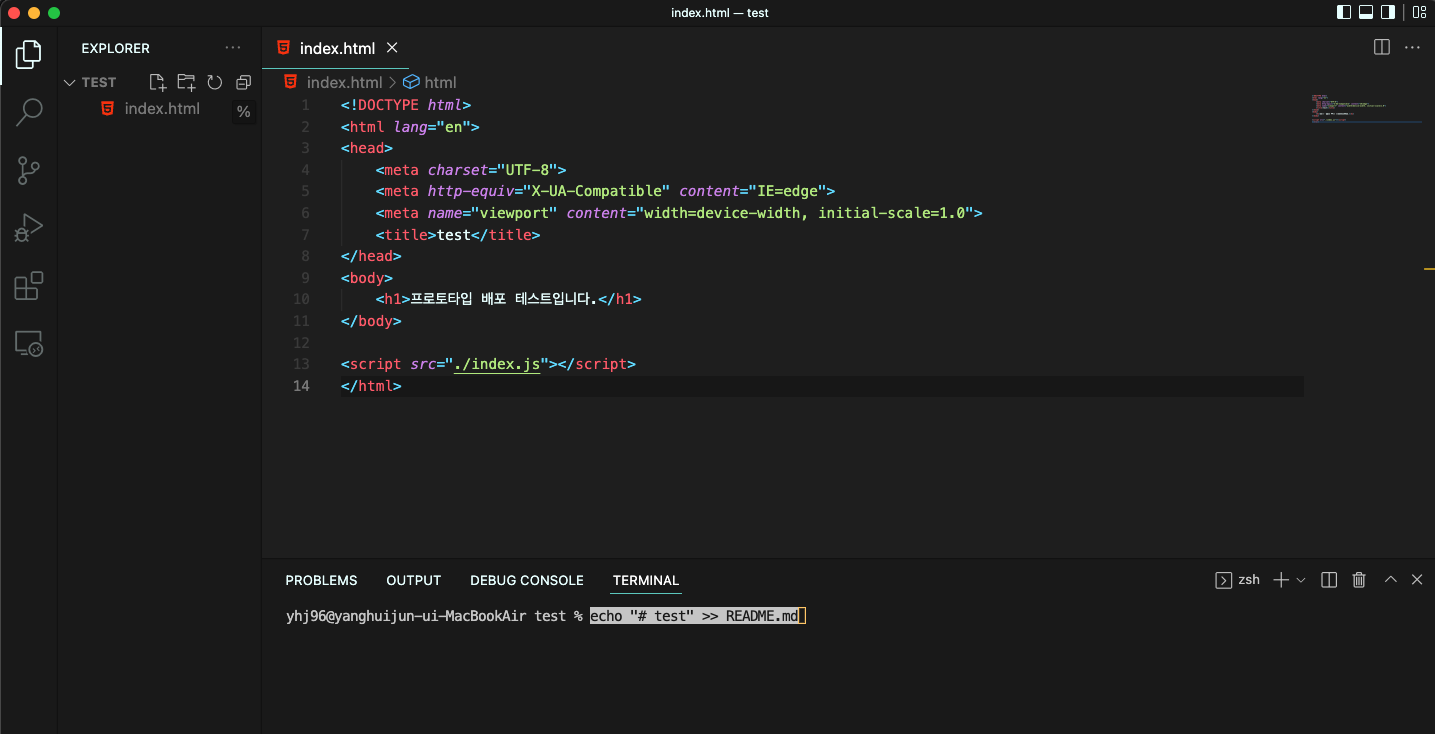 index.html — test
EXPLORER
TEST
index.html
%
index.html
index.html > html
1 <!DOCTYPE html>
2 <html lang="en">
3 <head>
4 <meta charset="UTF-8">
5 <meta http-equiv="X-UA-Compatible" content="IE=edge">
6 <meta name="viewport" content="width=device-width, initial-scale=1.0">
7 <title>test</title>
8 </head>
9 <body>
10 <h1>프로토타입 배포 테스트입니다.</h1>
11 </body>
12
13 <script src="./index.js"></script>
14 </html>
PROBLEMS OUTPUT DEBUG CONSOLE TERMINAL
zsh
yhj96@yanghuijun-ui-MacBookAir test % echo "# test" >> README.md